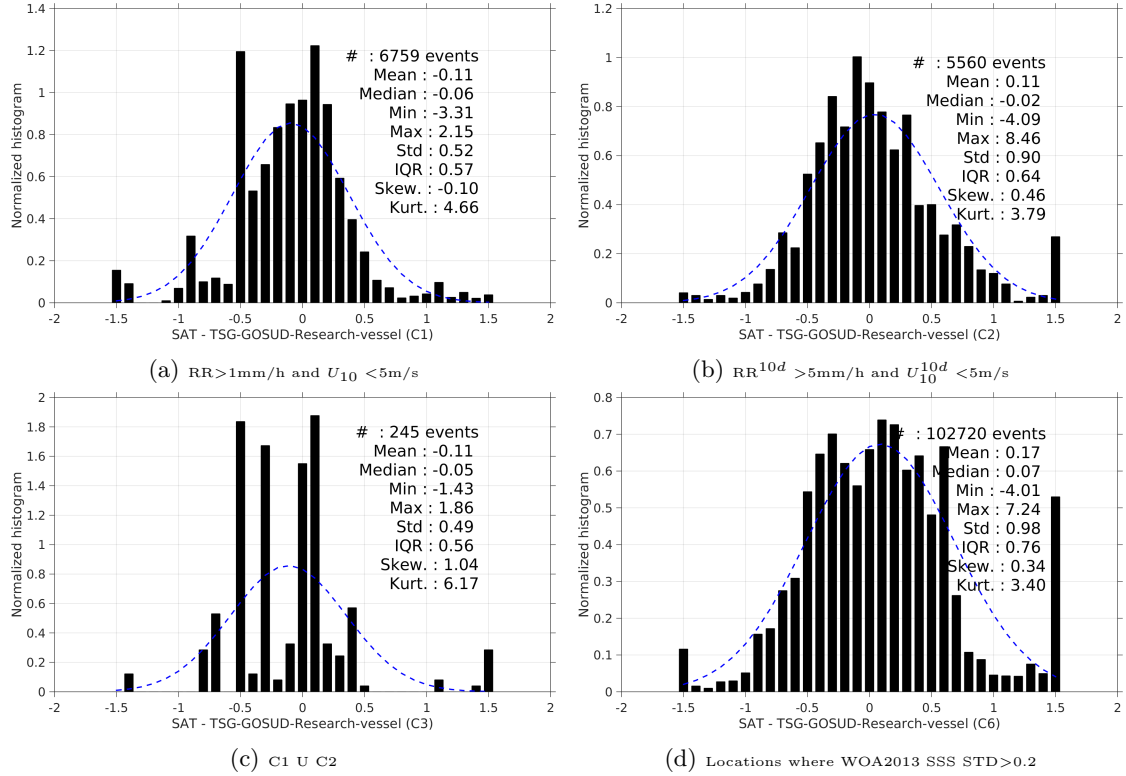 1.4
1.2
1
0.8
0.6
0.4
0.2
0
Normalized histogram
# : 6759 events
Mean : -0.11
Median : -0.06
Min : -3.31
Max : 2.15
Std : 0.52
IQR : 0.57
Skew. : -0.10
Kurt. : 4.66
-2 -1.5 -1 -0.5 0 0.5 1 1.5 2
SAT - TSG-GOSUD-Research-vessel (C1)
(a) RR>1mm/h and U10 <5m/s
1.2
1
0.8
0.6
0.4
0.2
0
Normalized histogram
# : 5560 events
Mean : 0.11
Median : -0.02
Min : -4.09
Max : 8.46
Std : 0.90
IQR : 0.64
Skew. : 0.46
Kurt. : 3.79
-2 -1.5 -1 -0.5 0 0.5 1 1.5 2
SAT - TSG-GOSUD-Research-vessel (C2)
(b) RR^10d >5mm/h and U10^10d <5m/s
2
1.8
1.6
1.4
1.2
1
0.8
0.6
0.4
0.2
0
Normalized histogram
# : 245 events
Mean : -0.11
Median : -0.05
Min : -1.43
Max : 1.86
Std : 0.49
IQR : 0.56
Skew. : 1.04
Kurt. : 6.17
-2 -1.5 -1 -0.5 0 0.5 1 1.5 2
SAT - TSG-GOSUD-Research-vessel (C3)
(c) C1 U C2
0.8
0.7
0.6
0.5
0.4
0.3
0.2
0.1
0
Normalized histogram
# : 102720 events
Mean : 0.17
Median : 0.07
Min : -4.01
Max : 7.24
Std : 0.98
IQR : 0.76
Skew. : 0.34
Kurt. : 3.40
-2 -1.5 -1 -0.5 0 0.5 1 1.5 2
SAT - TSG-GOSUD-Research-vessel (C6)
(d) Locations where WOA2013 SSS STD>0.2